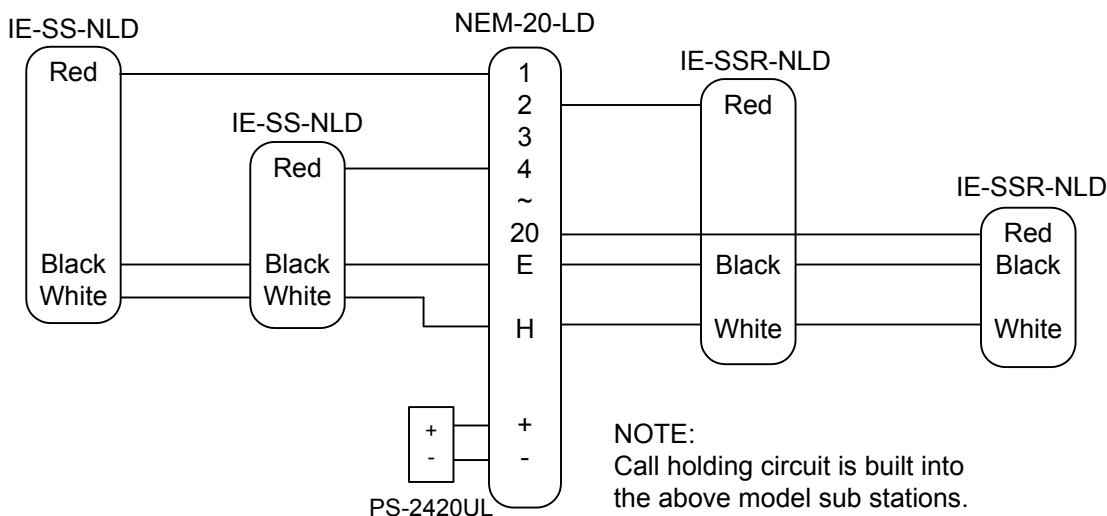 IE-SS-NLD
Red
Black
White
IE-SS-NLD
Red
Black
White
NEM-20-LD
1
2
3
4
~
20
E
H
+
-
+
-
PS-2420UL
IE-SSR-NLD
Red
Black
White
IE-SSR-NLD
Red
Black
White
NOTE:
Call holding circuit is built into
the above model sub stations.